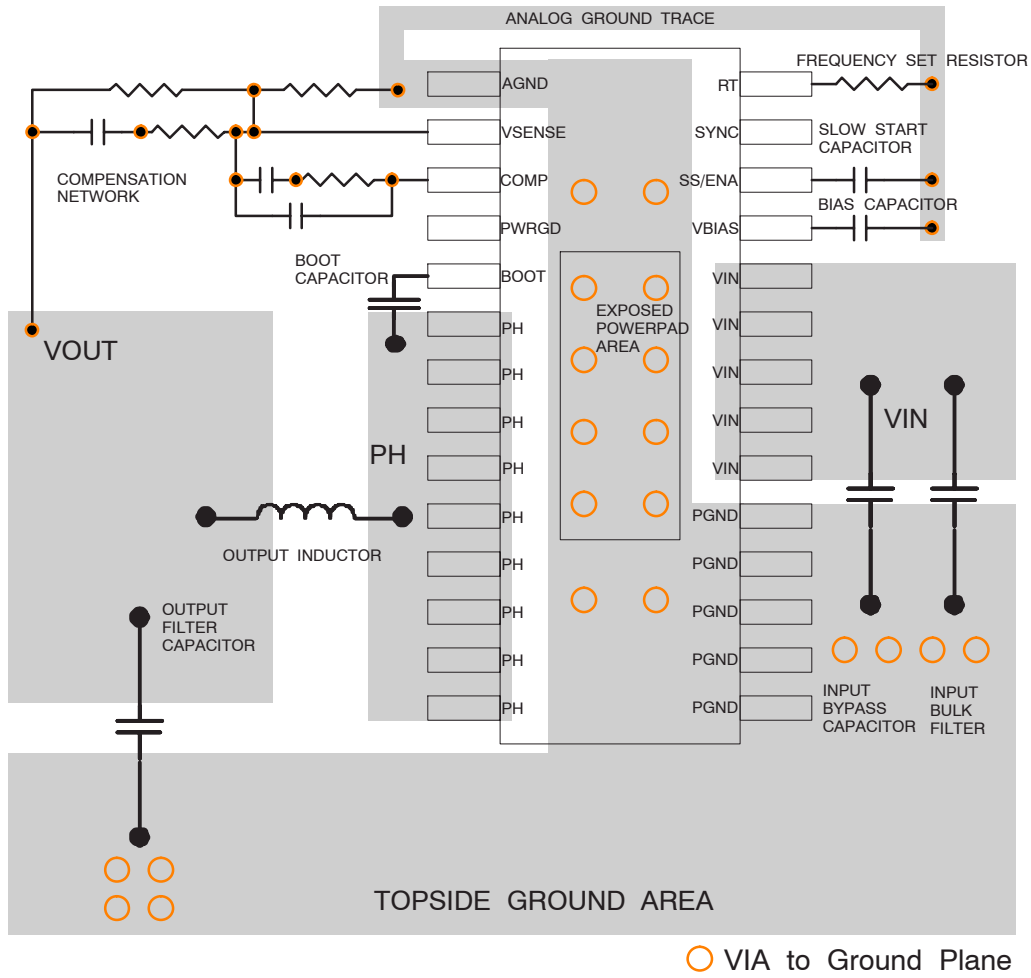 ANALOG GROUND TRACE
FREQUENCY SET RESISTOR
AGND
RT
VSENSE
SYNC
SLOW START
CAPACITOR
COMPENSATION
NETWORK
COMP
SS/ENA
BIAS CAPACITOR
PWRGD
VBIAS
BOOT
CAPACITOR
BOOT
VIN
EXPOSED
POWERPAD
AREA
PH
VIN
VOUT
PH
VIN
PH
VIN
VIN
PH
PH
VIN
PH
PGND
OUTPUT INDUCTOR
PH
PGND
OUTPUT
FILTER
CAPACITOR
PH
PGND
PH
PGND
PH
PGND
INPUT
BYPASS
CAPACITOR
INPUT
BULK
FILTER
TOPSIDE GROUND AREA
VIA to Ground Plane